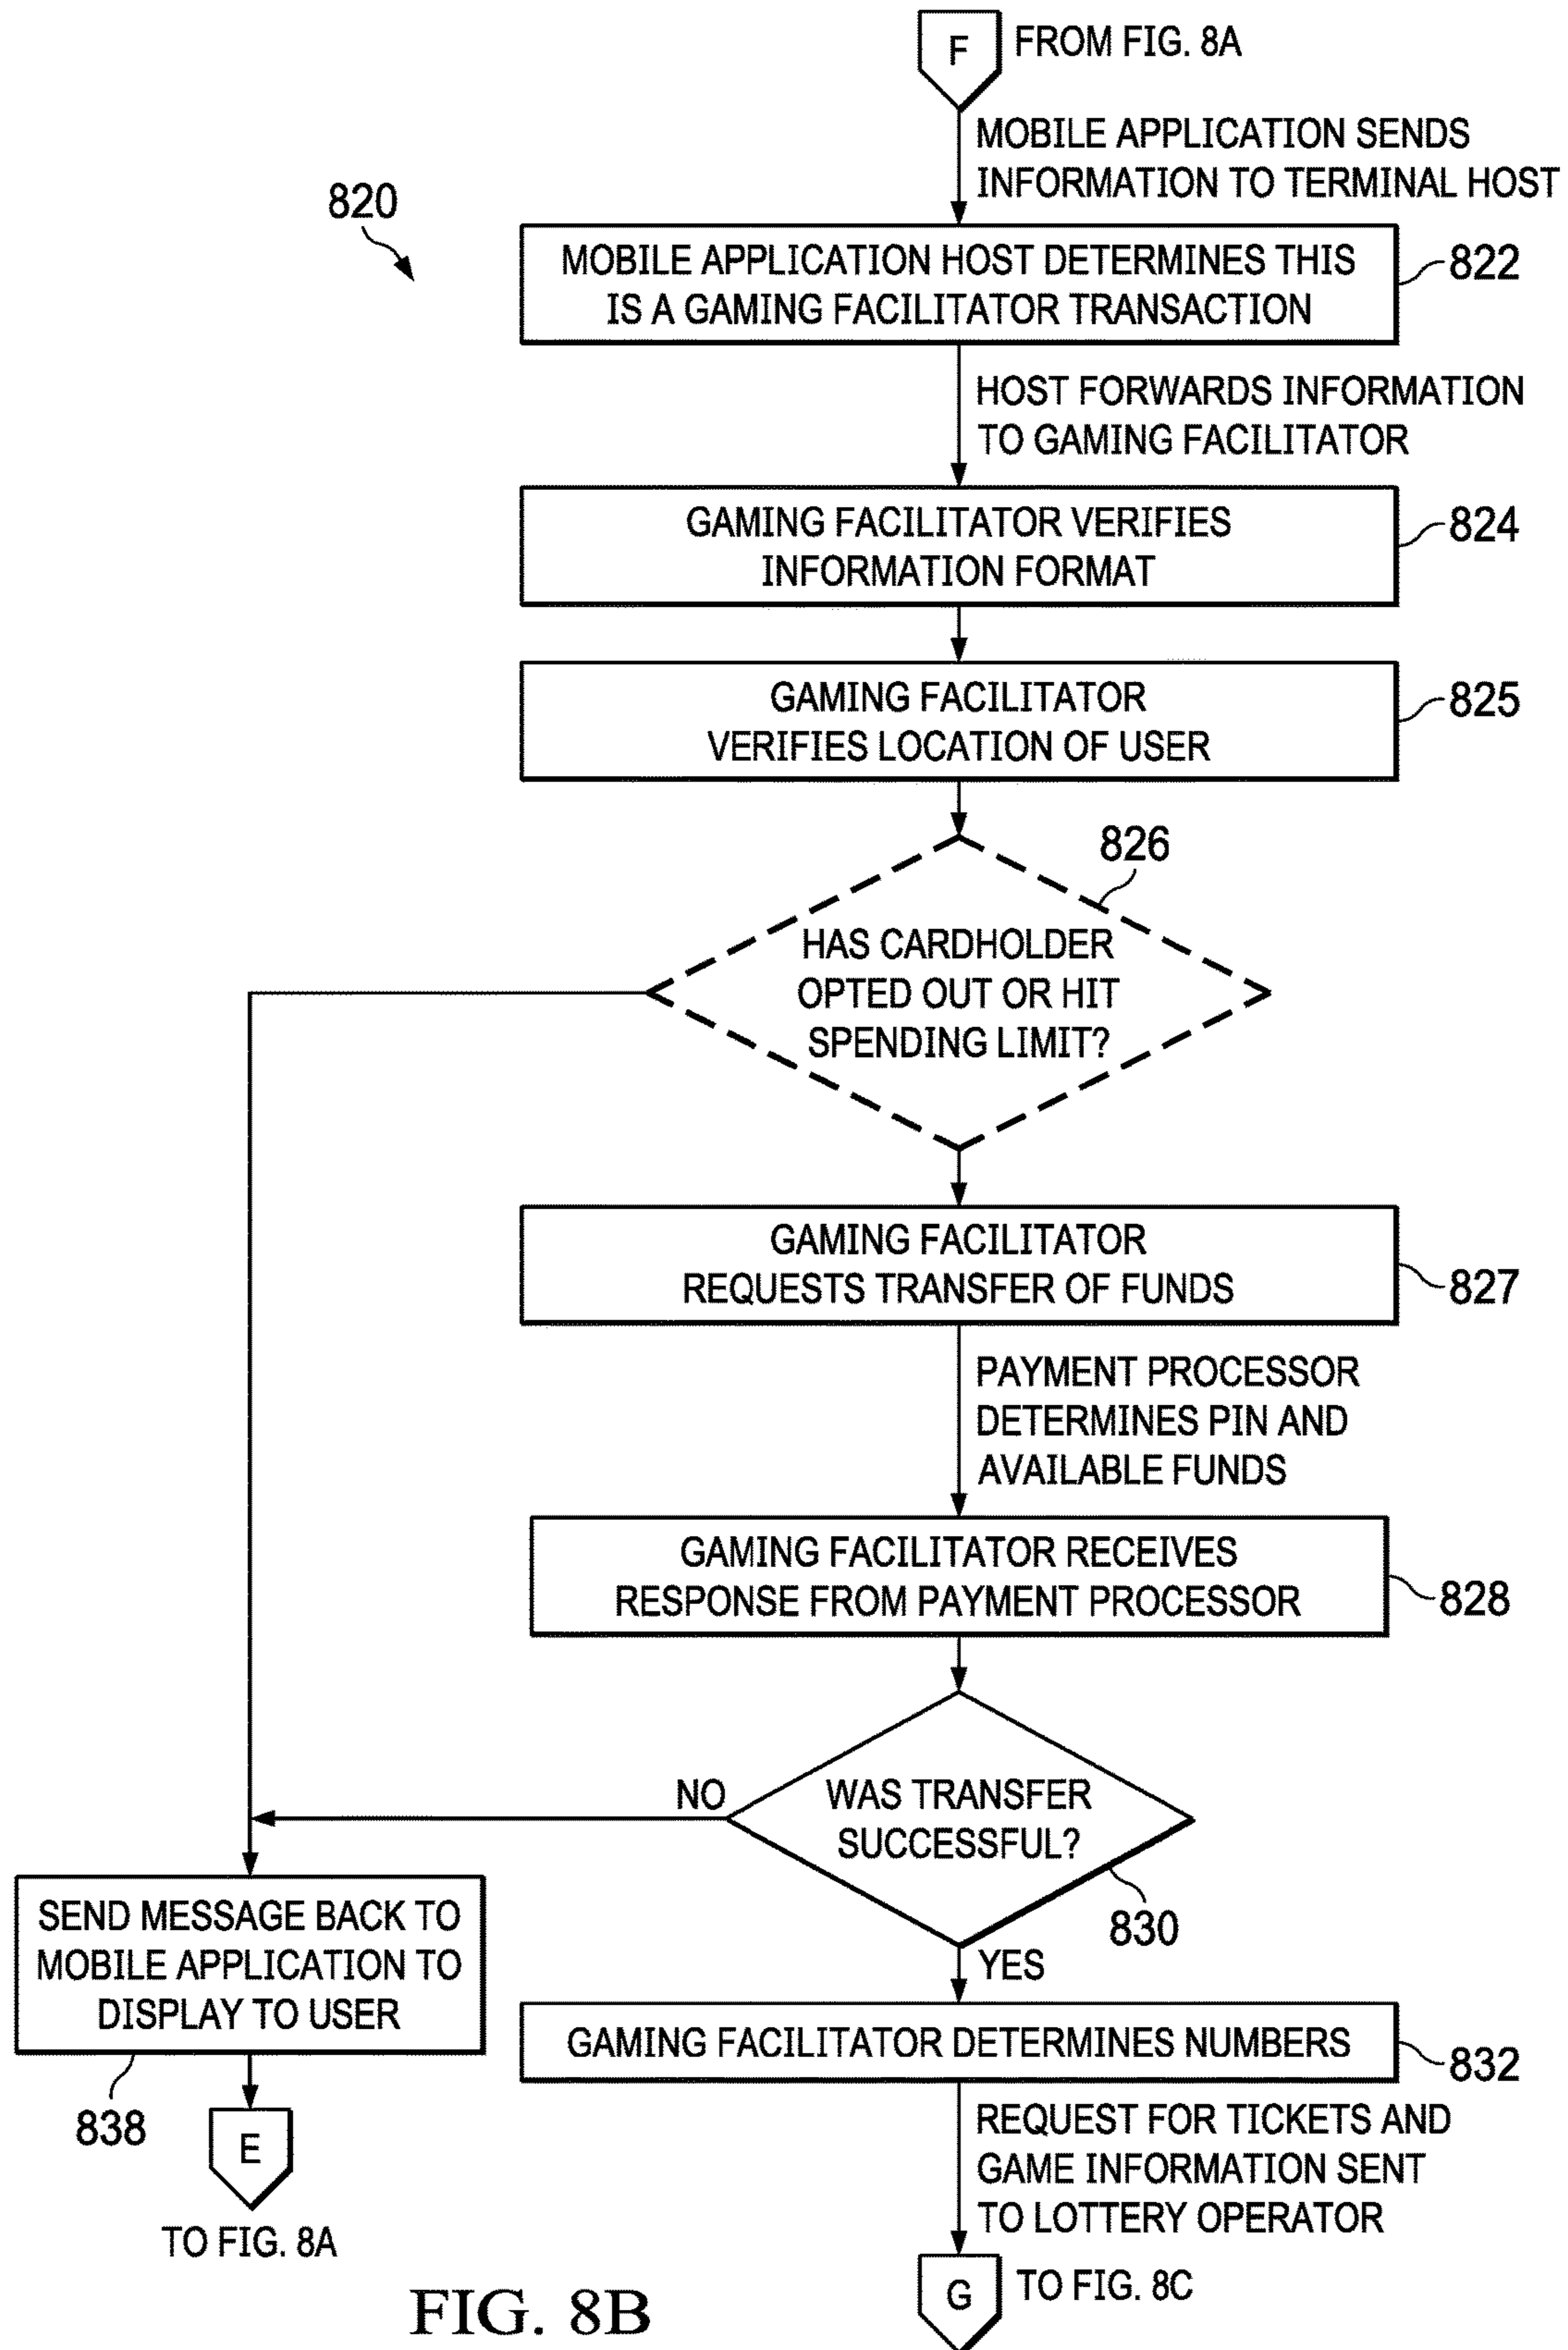 F
FROM FIG. 8A
MOBILE APPLICATION SENDS
INFORMATION TO TERMINAL HOST
820
MOBILE APPLICATION HOST DETERMINES THIS
IS A GAMING FACILITATOR TRANSACTION
822
HOST FORWARDS INFORMATION
TO GAMING FACILITATOR
GAMING FACILITATOR VERIFIES
INFORMATION FORMAT
824
GAMING FACILITATOR
VERIFIES LOCATION OF USER
825
826
HAS CARDHOLDER
OPTED OUT OR HIT
SPENDING LIMIT?
GAMING FACILITATOR
REQUESTS TRANSFER OF FUNDS
827
PAYMENT PROCESSOR
DETERMINES PIN AND
AVAILABLE FUNDS
GAMING FACILITATOR RECEIVES
RESPONSE FROM PAYMENT PROCESSOR
828
NO
WAS TRANSFER
SUCCESSFUL?
830
YES
SEND MESSAGE BACK TO
MOBILE APPLICATION TO
DISPLAY TO USER
838
E
TO FIG. 8A
GAMING FACILITATOR DETERMINES NUMBERS
832
REQUEST FOR TICKETS AND
GAME INFORMATION SENT
TO LOTTERY OPERATOR
G
TO FIG. 8C
FIG. 8B